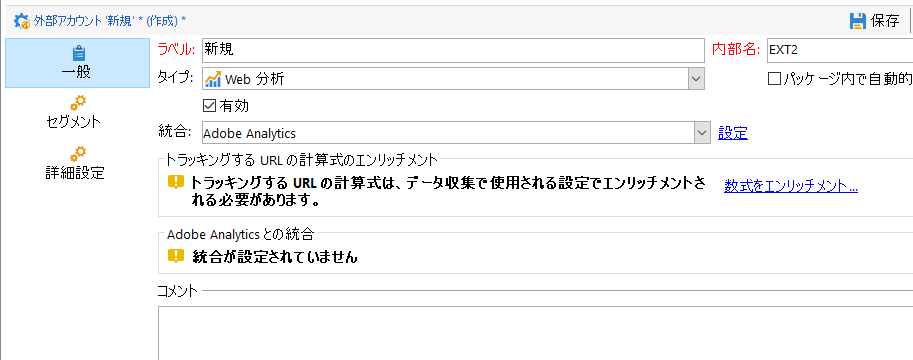 外部アカウント '新規' * (作成) *
保存
一般
セグメント
詳細設定
ラベル: 新規
内部名: EXT2
タイプ: Web 分析
パッケージ内で自動的
有効
統合: Adobe Analytics 設定
トラッキングする URL の計算式のエンリッチメント
トラッキングする URL の計算式は、データ収集で使用される設定でエンリッチメントさ
れる必要があります。
数式をエンリッチメント...
Adobe Analytics との統合
統合が設定されていません
コメント